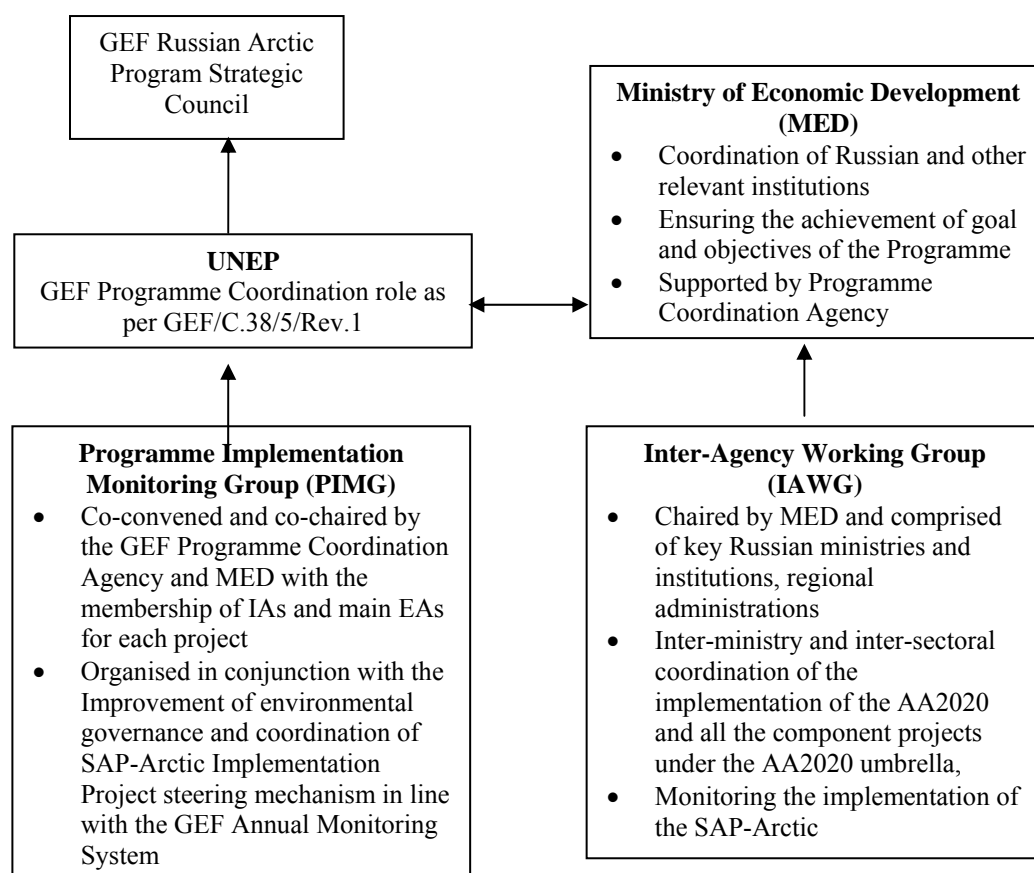 GEF Russian Arctic
Program Strategic
Council
Ministry of Economic Development
(MED)
• Coordination of Russian and other
relevant institutions
• Ensuring the achievement of goal
and objectives of the Programme
• Supported by Programme
Coordination Agency
UNEP
GEF Programme Coordination role as
per GEF/C.38/5/Rev.1
Programme Implementation
Monitoring Group (PIMG)
• Co-convened and co-chaired by
the GEF Programme Coordination
Agency and MED with the
membership of IAs and main EAs
for each project
• Organised in conjunction with the
Improvement of environmental
governance and coordination of
SAP-Arctic Implementation
Project steering mechanism in line
with the GEF Annual Monitoring
System
Inter-Agency Working Group
(IAWG)
• Chaired by MED and comprised
of key Russian ministries and
institutions, regional
administrations
• Inter-ministry and inter-sectoral
coordination of the
implementation of the AA2020
and all the component projects
under the AA2020 umbrella,
• Monitoring the implementation of
the SAP-Arctic